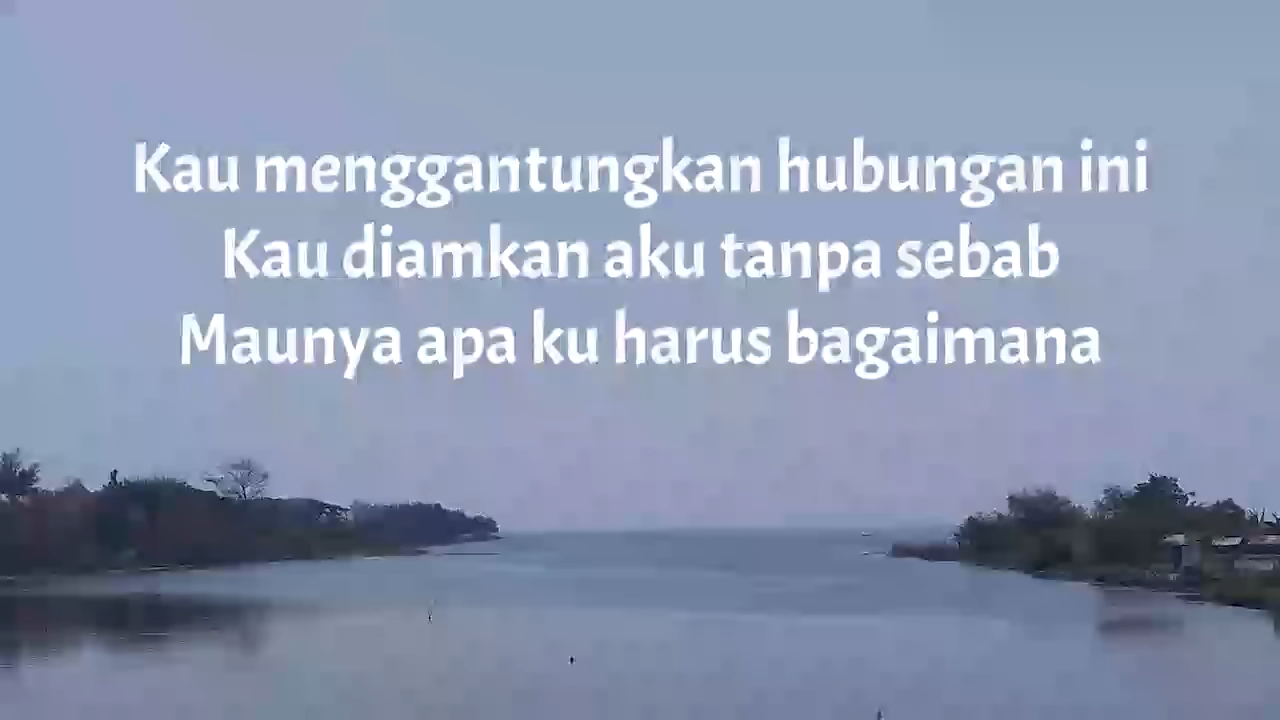 Kau menggantungkan hubungan ini
Kau diamkan aku tanpa sebab
Maunya apa ku harus bagaimana